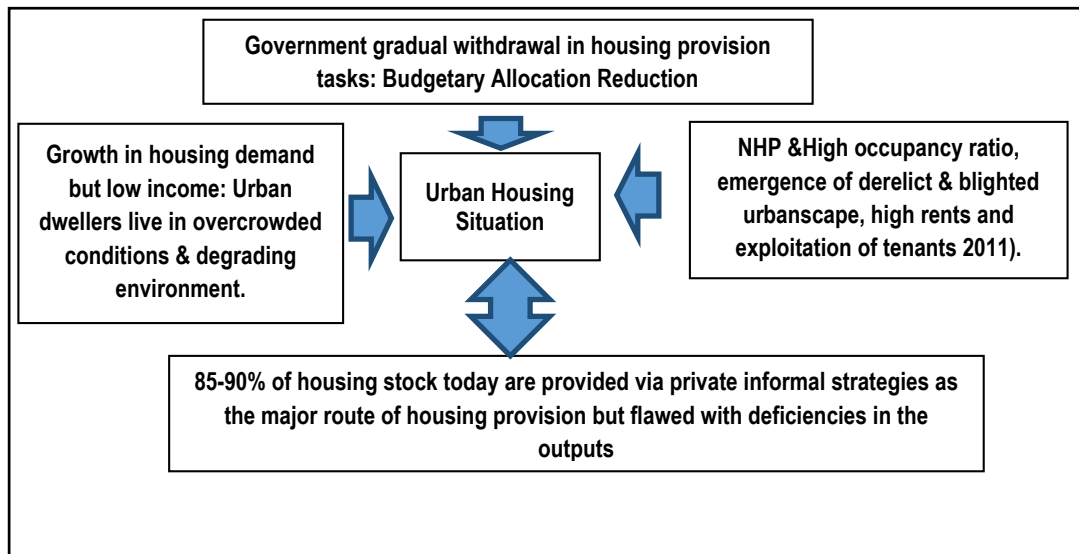 Government gradual withdrawal in housing provision
tasks: Budgetary Allocation Reduction
Growth in housing demand
but low income: Urban
dwellers live in overcrowded
conditions & degrading
environment.
Urban Housing
Situation
NHP &High occupancy ratio,
emergence of derelict & blighted
urbanscape, high rents and
exploitation of tenants 2011).
85-90% of housing stock today are provided via private informal strategies as
the major route of housing provision but flawed with deficiencies in the
outputs